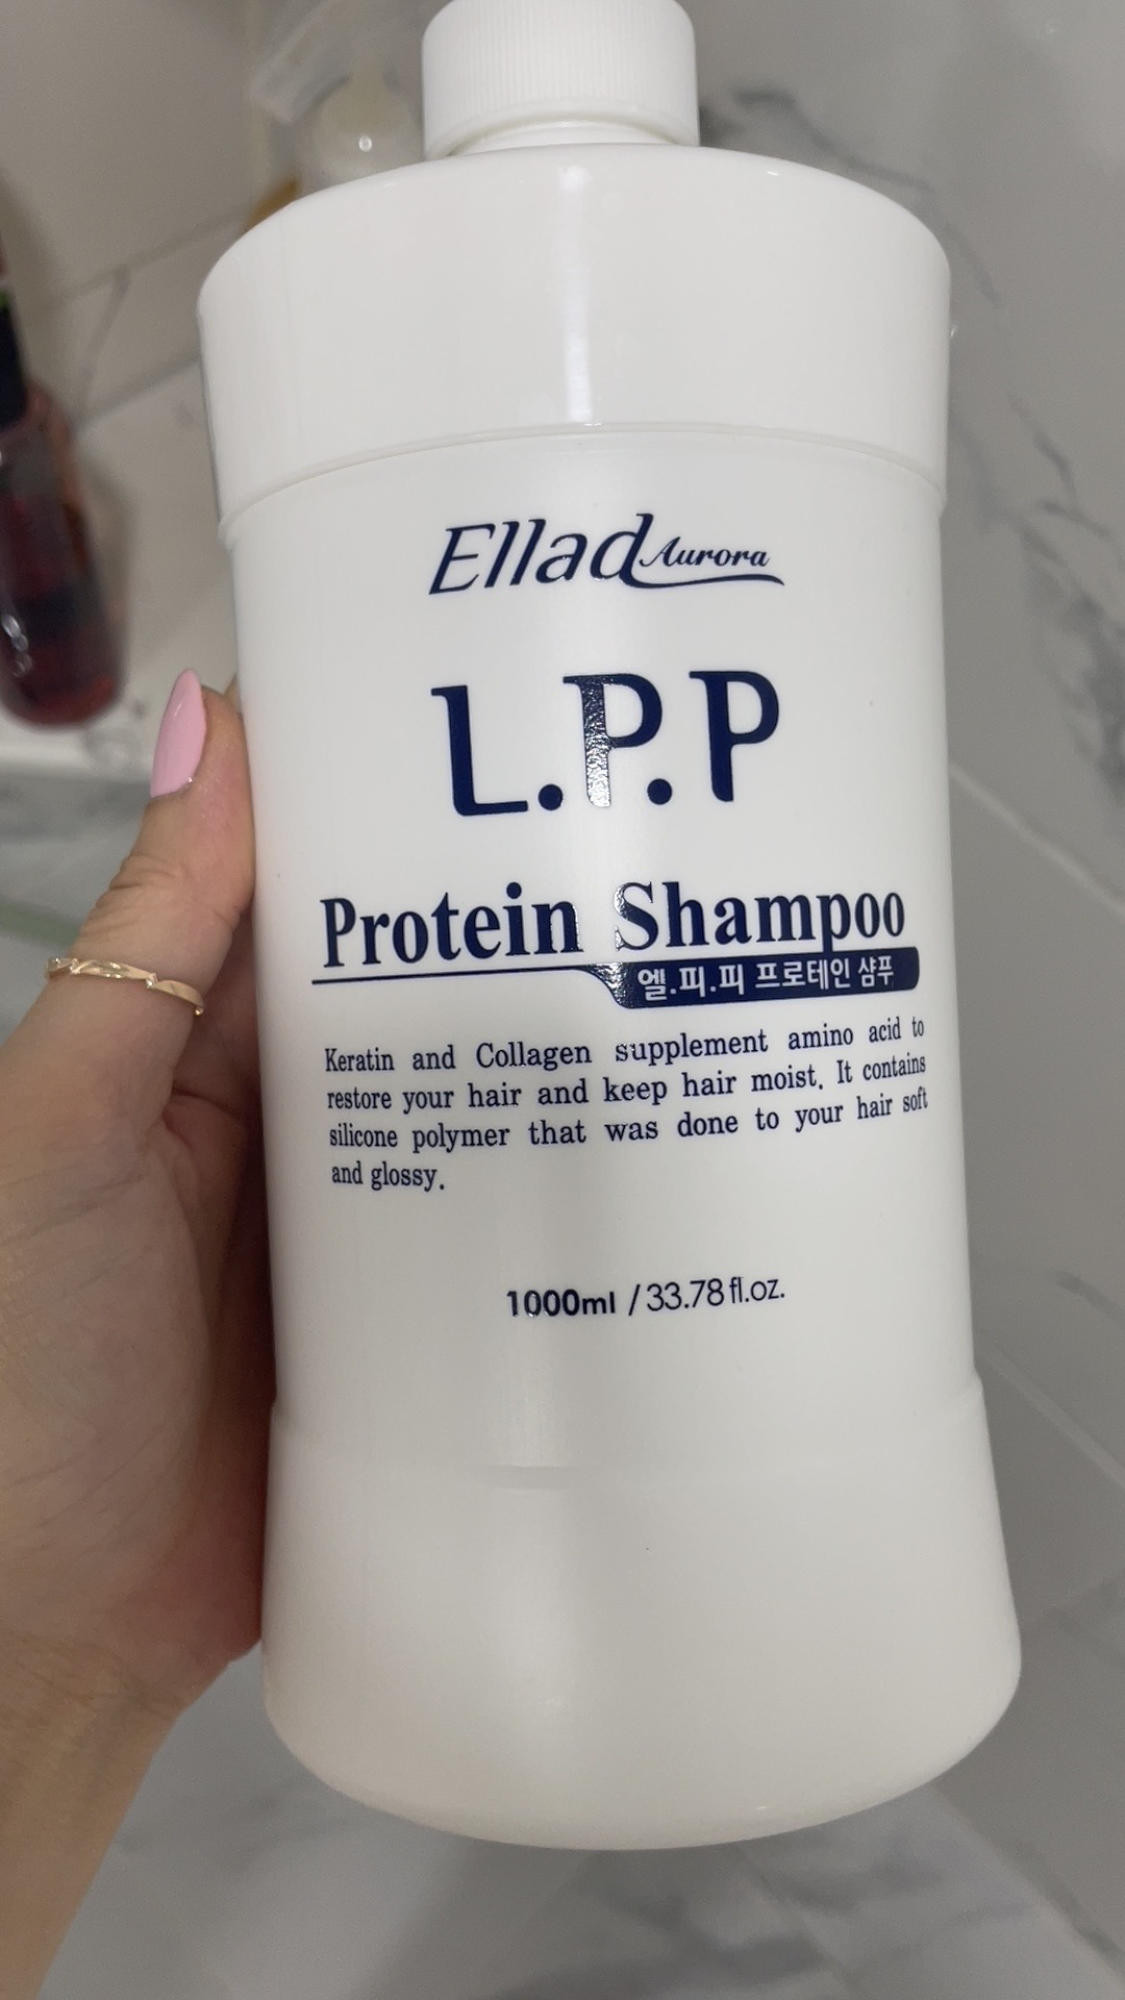 Ellad Aurora
L.P.P
Protein Shampoo
엘.피.피 프로테인 샴푸
Keratin and Collagen supplement amino acid to
restore your hair and keep hair moist. It contains
silicone polymer that was done to your hair soft
and glossy.
1000ml / 33.78 fl.oz.